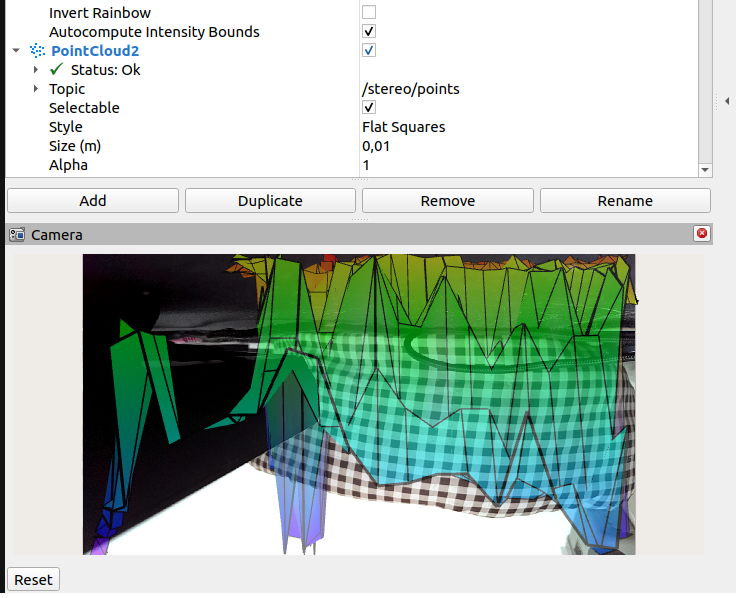 Invert Rainbow
Autocompute Intensity Bounds
PointCloud2
Status: Ok
Topic /stereo/points
Selectable
Style Flat Squares
Size (m) 0,01
Alpha 1
Add Duplicate Remove Rename
Camera
Reset